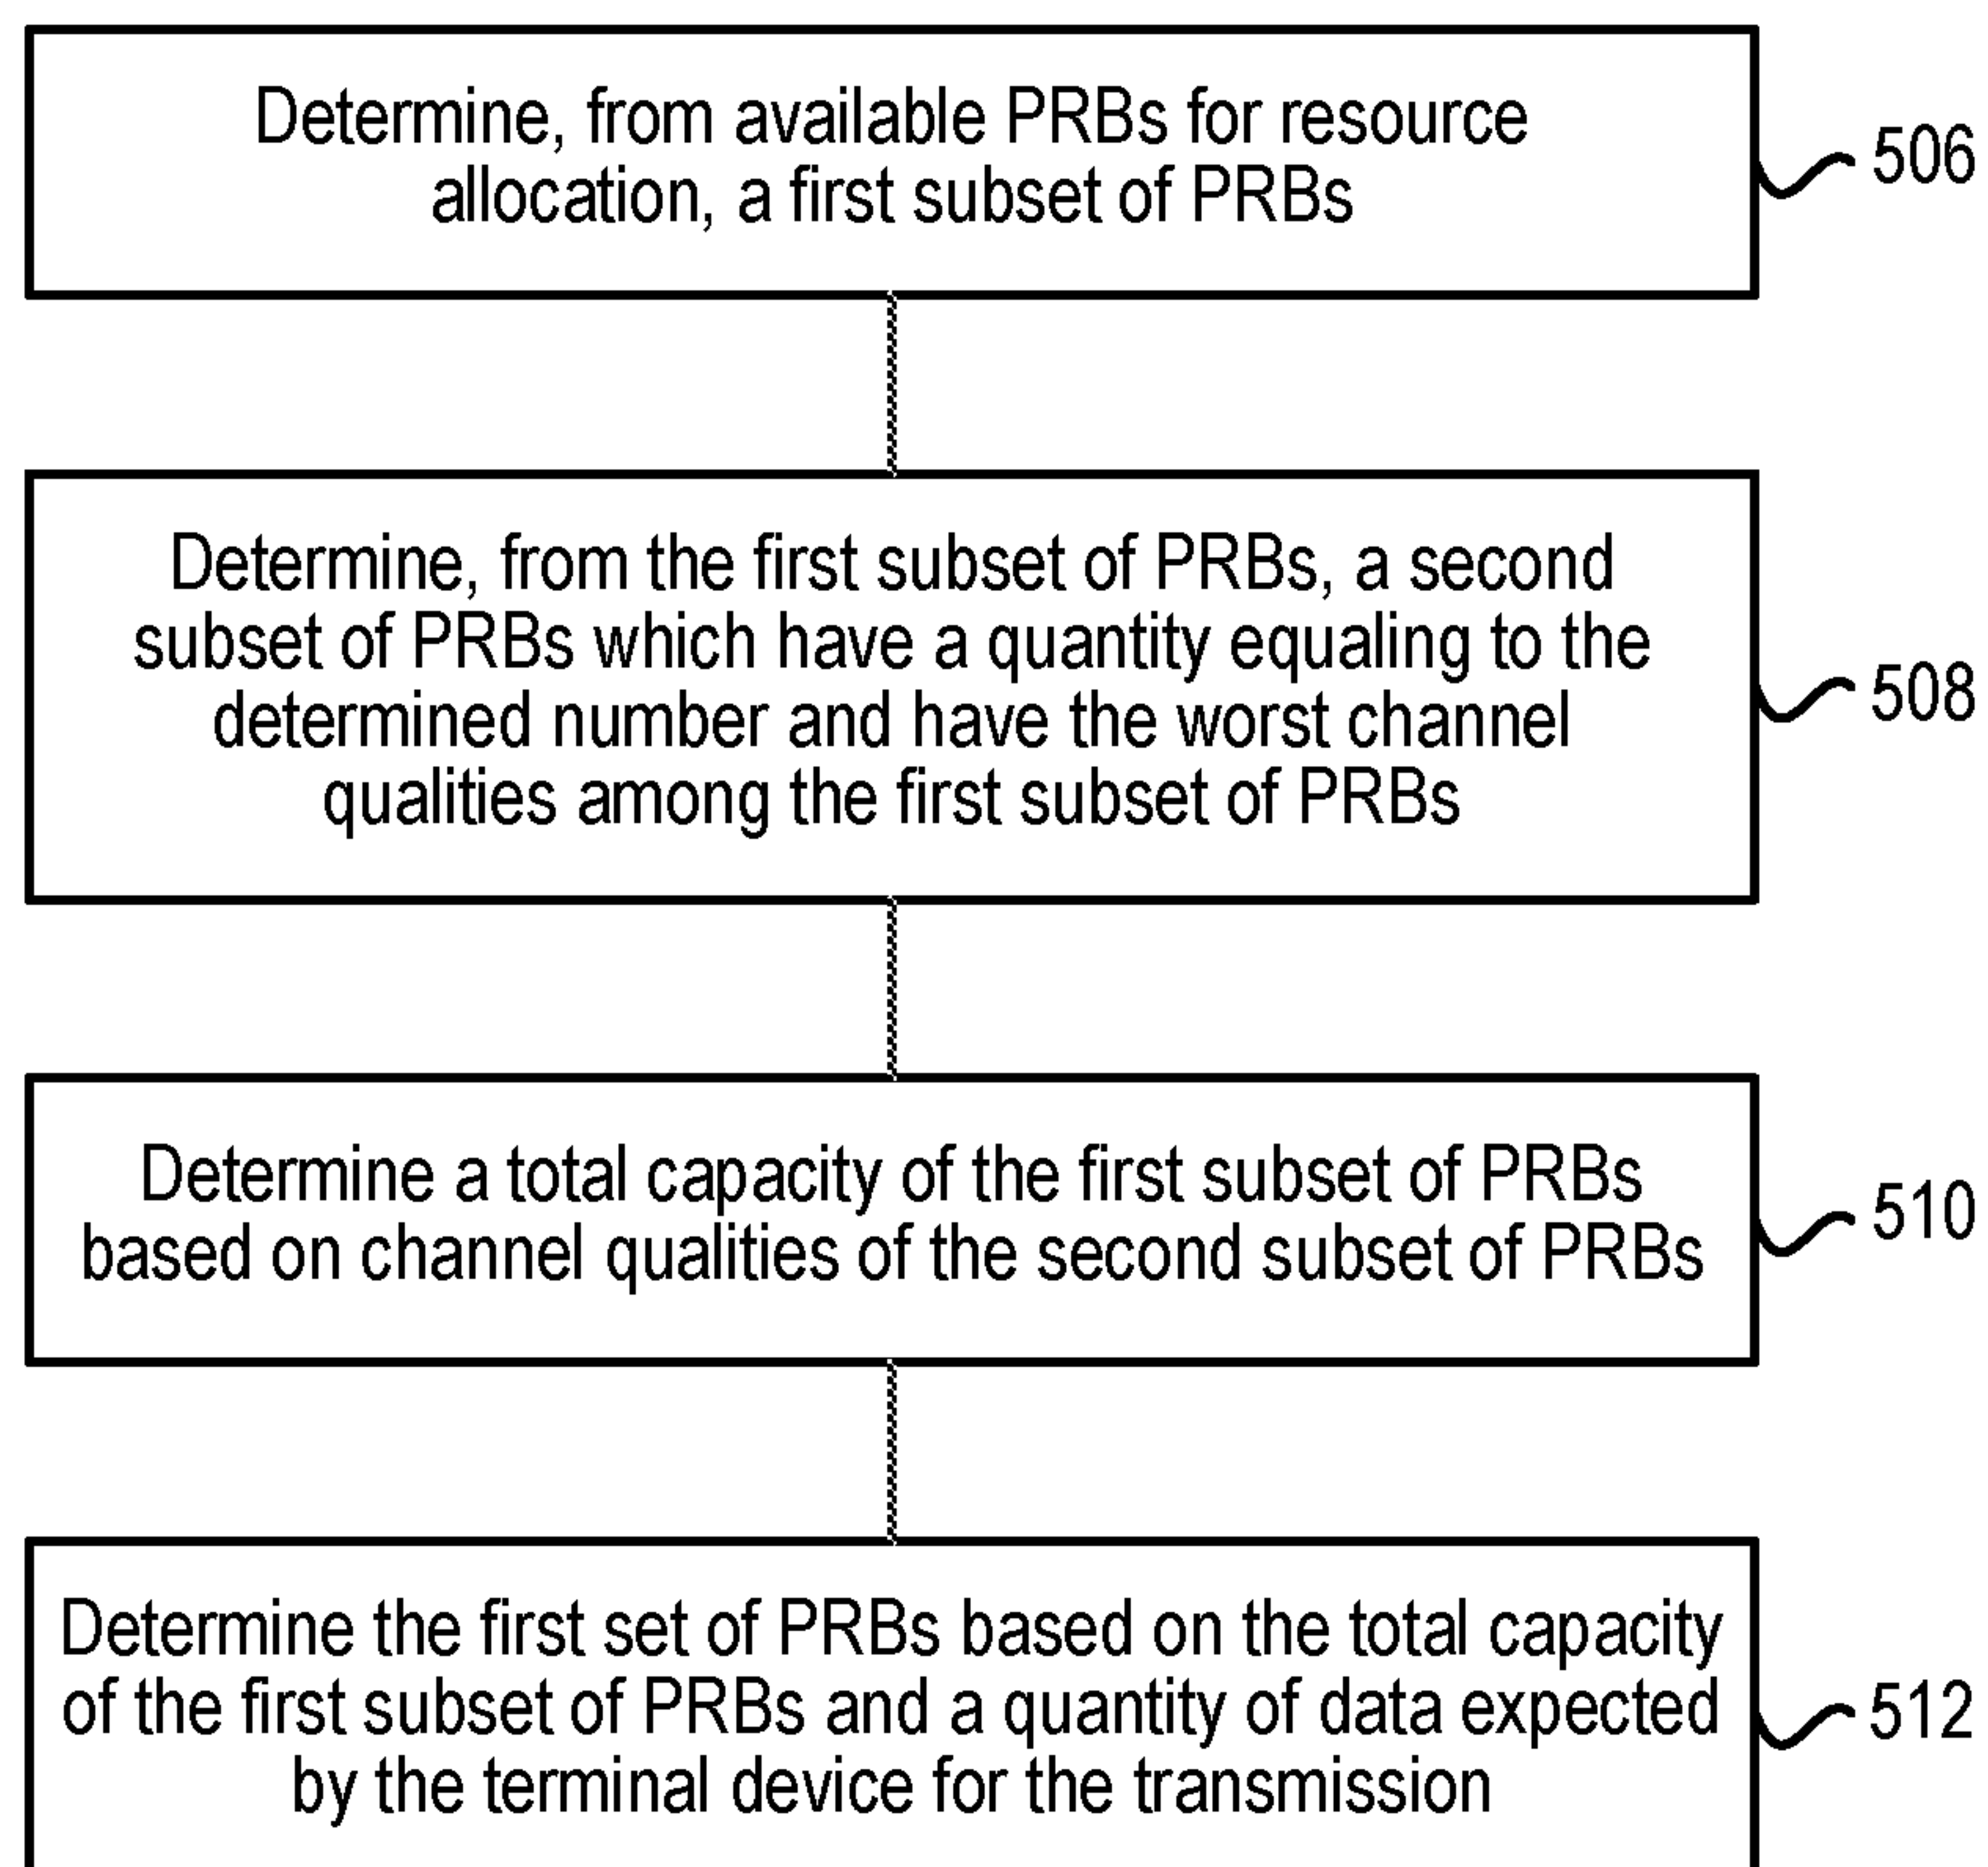 Determine, from available PRBs for resource
allocation, a first subset of PRBs
506
Determine, from the first subset of PRBs, a second
subset of PRBs which have a quantity equaling to the
determined number and have the worst channel
qualities among the first subset of PRBs
508
Determine a total capacity of the first subset of PRBs
based on channel qualities of the second subset of PRBs
510
Determine the first set of PRBs based on the total capacity
of the first subset of PRBs and a quantity of data expected
by the terminal device for the transmission
512